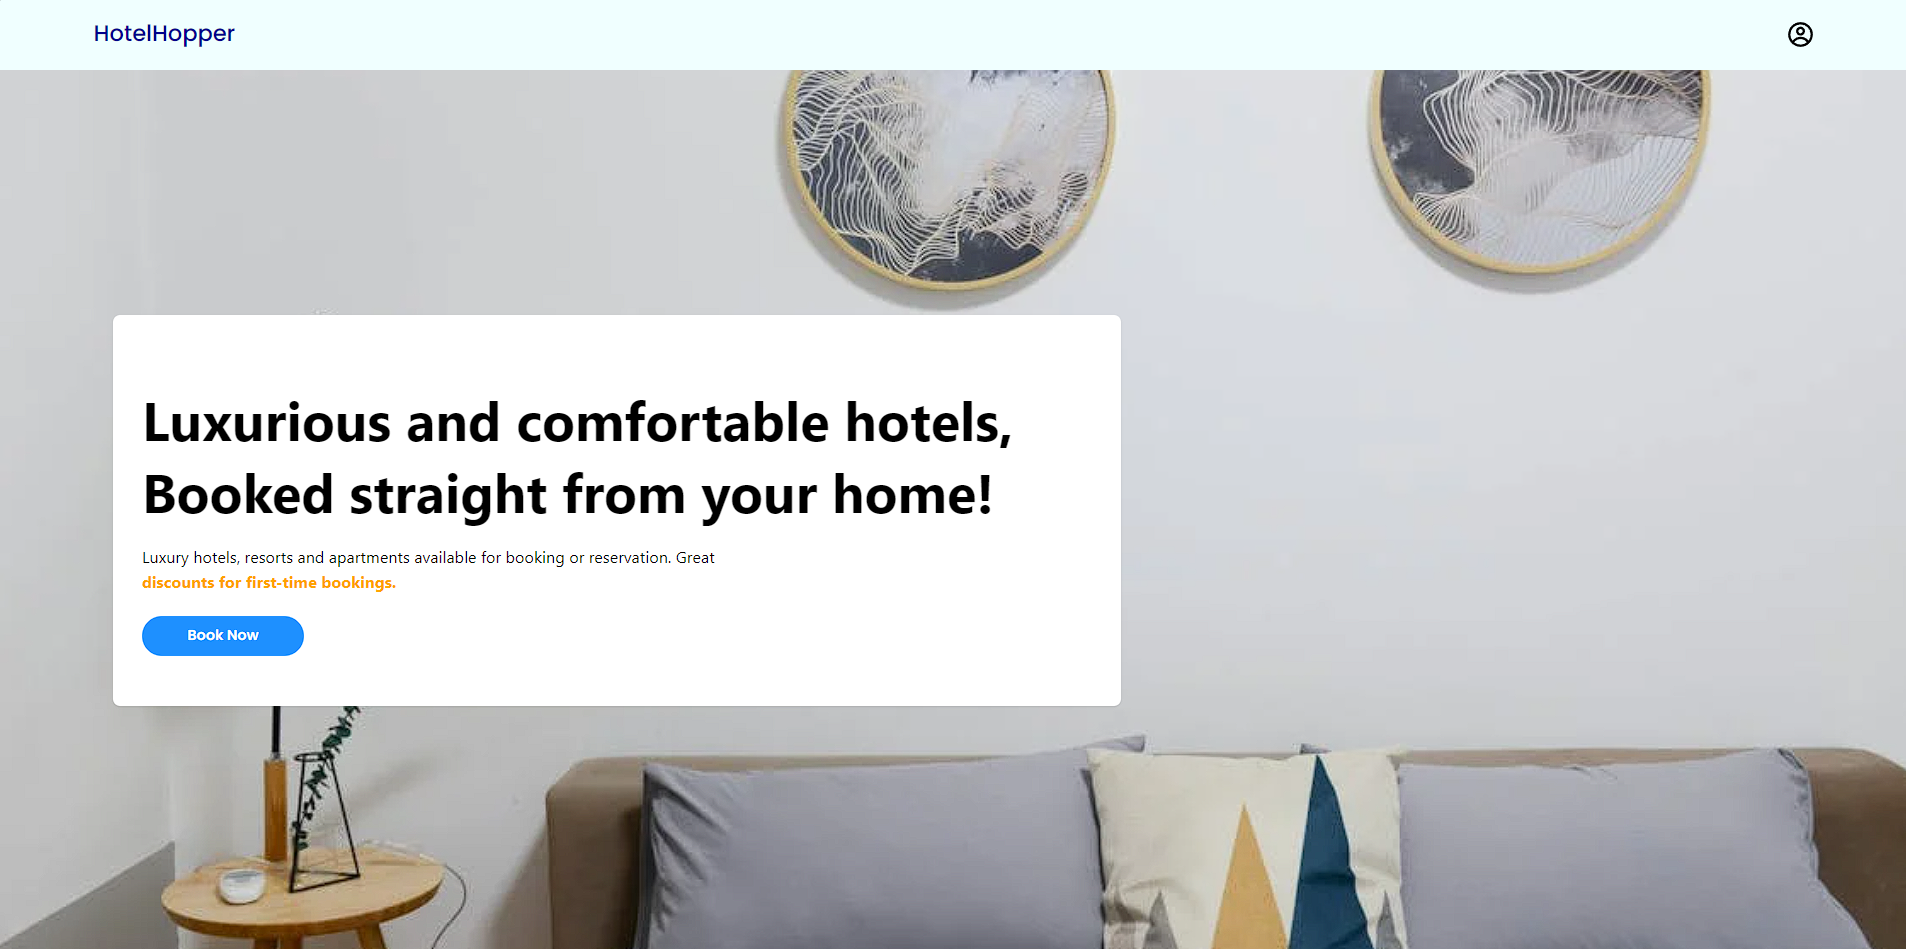 HotelHopper
Luxurious and comfortable hotels,
Booked straight from your home!
Luxury hotels, resorts and apartments available for booking or reservation. Great
discounts for first-time bookings.
Book Now